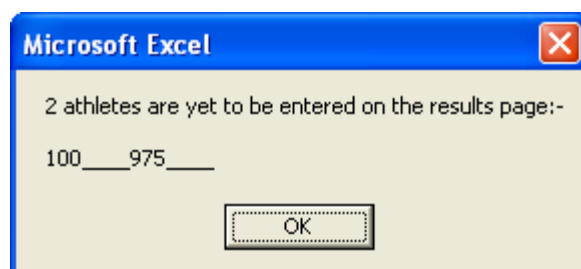 Microsoft Excel
2 athletes are yet to be entered on the results page:-
100____975____
OK